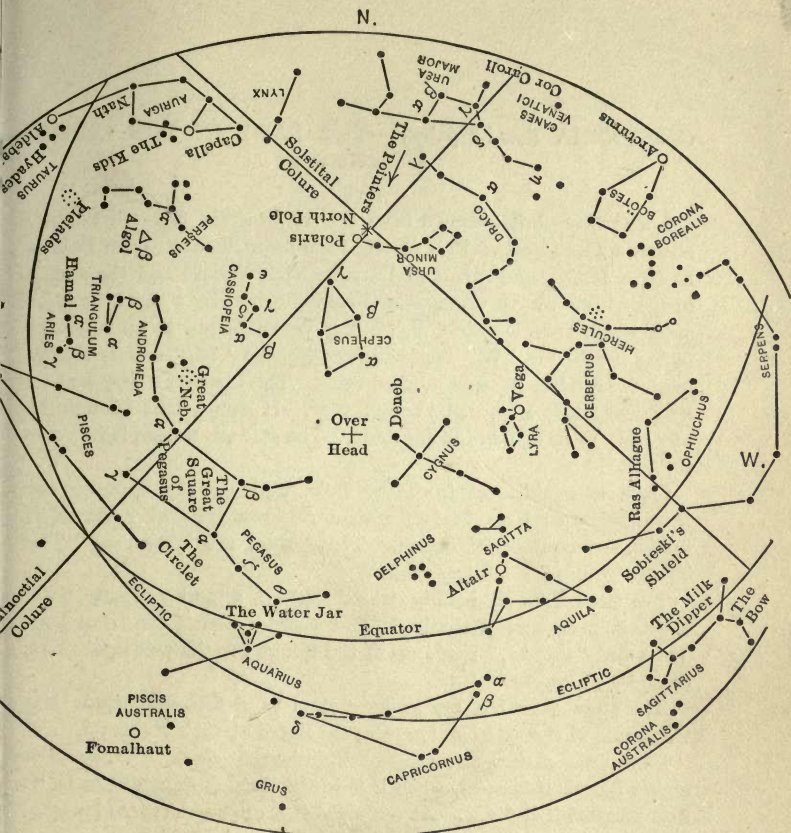 N.
Cor Caroli
URSA
MAJOR
β
α
γ
δ
η
CANES
VENATICI
Arcturus
LYNX
Solstitial
Colure
The Pointers
AURIGA
Nath
Capella
The Kids
Aldeba
Hyades
TAURUS
Pleiades
PERSEUS
Algol
β
North Pole
Polaris
URSA
MINOR
γ
α
DRACO
BOOTES
CORONA
BOREALIS
Hamal
α
β
γ
ARIES
TRIANGULUM
β
α
ANDROMEDA
CASSIOPEIA
ε
δ
γ
α
β
γ
β
α
CEPHEUS
HERCULES
SERPENS
Great
Neb.
α
Over
Head
Deneb
CYGNUS
Vega
LYRA
CERBERUS
OPHIUCHUS
Ras Alhague
W.
PISCES
γ
The
Great
Square
of
Pegasus
β
α
PEGASUS
ζ
θ
The
Circlet
DELPHINUS
SAGITTA
Altair
AQUILA
Sobieski's
Shield
inoctial
Colure
ECLIPTIC
The Water Jar
Equator
The Milk
Dipper
The
Bow
AQUARIUS
ECLIPTIC
SAGITTARIUS
PISCIS
AUSTRALIS
Fomalhaut
δ
α
β
CAPRICORNUS
CORONA
AUSTRALIS
GRUS